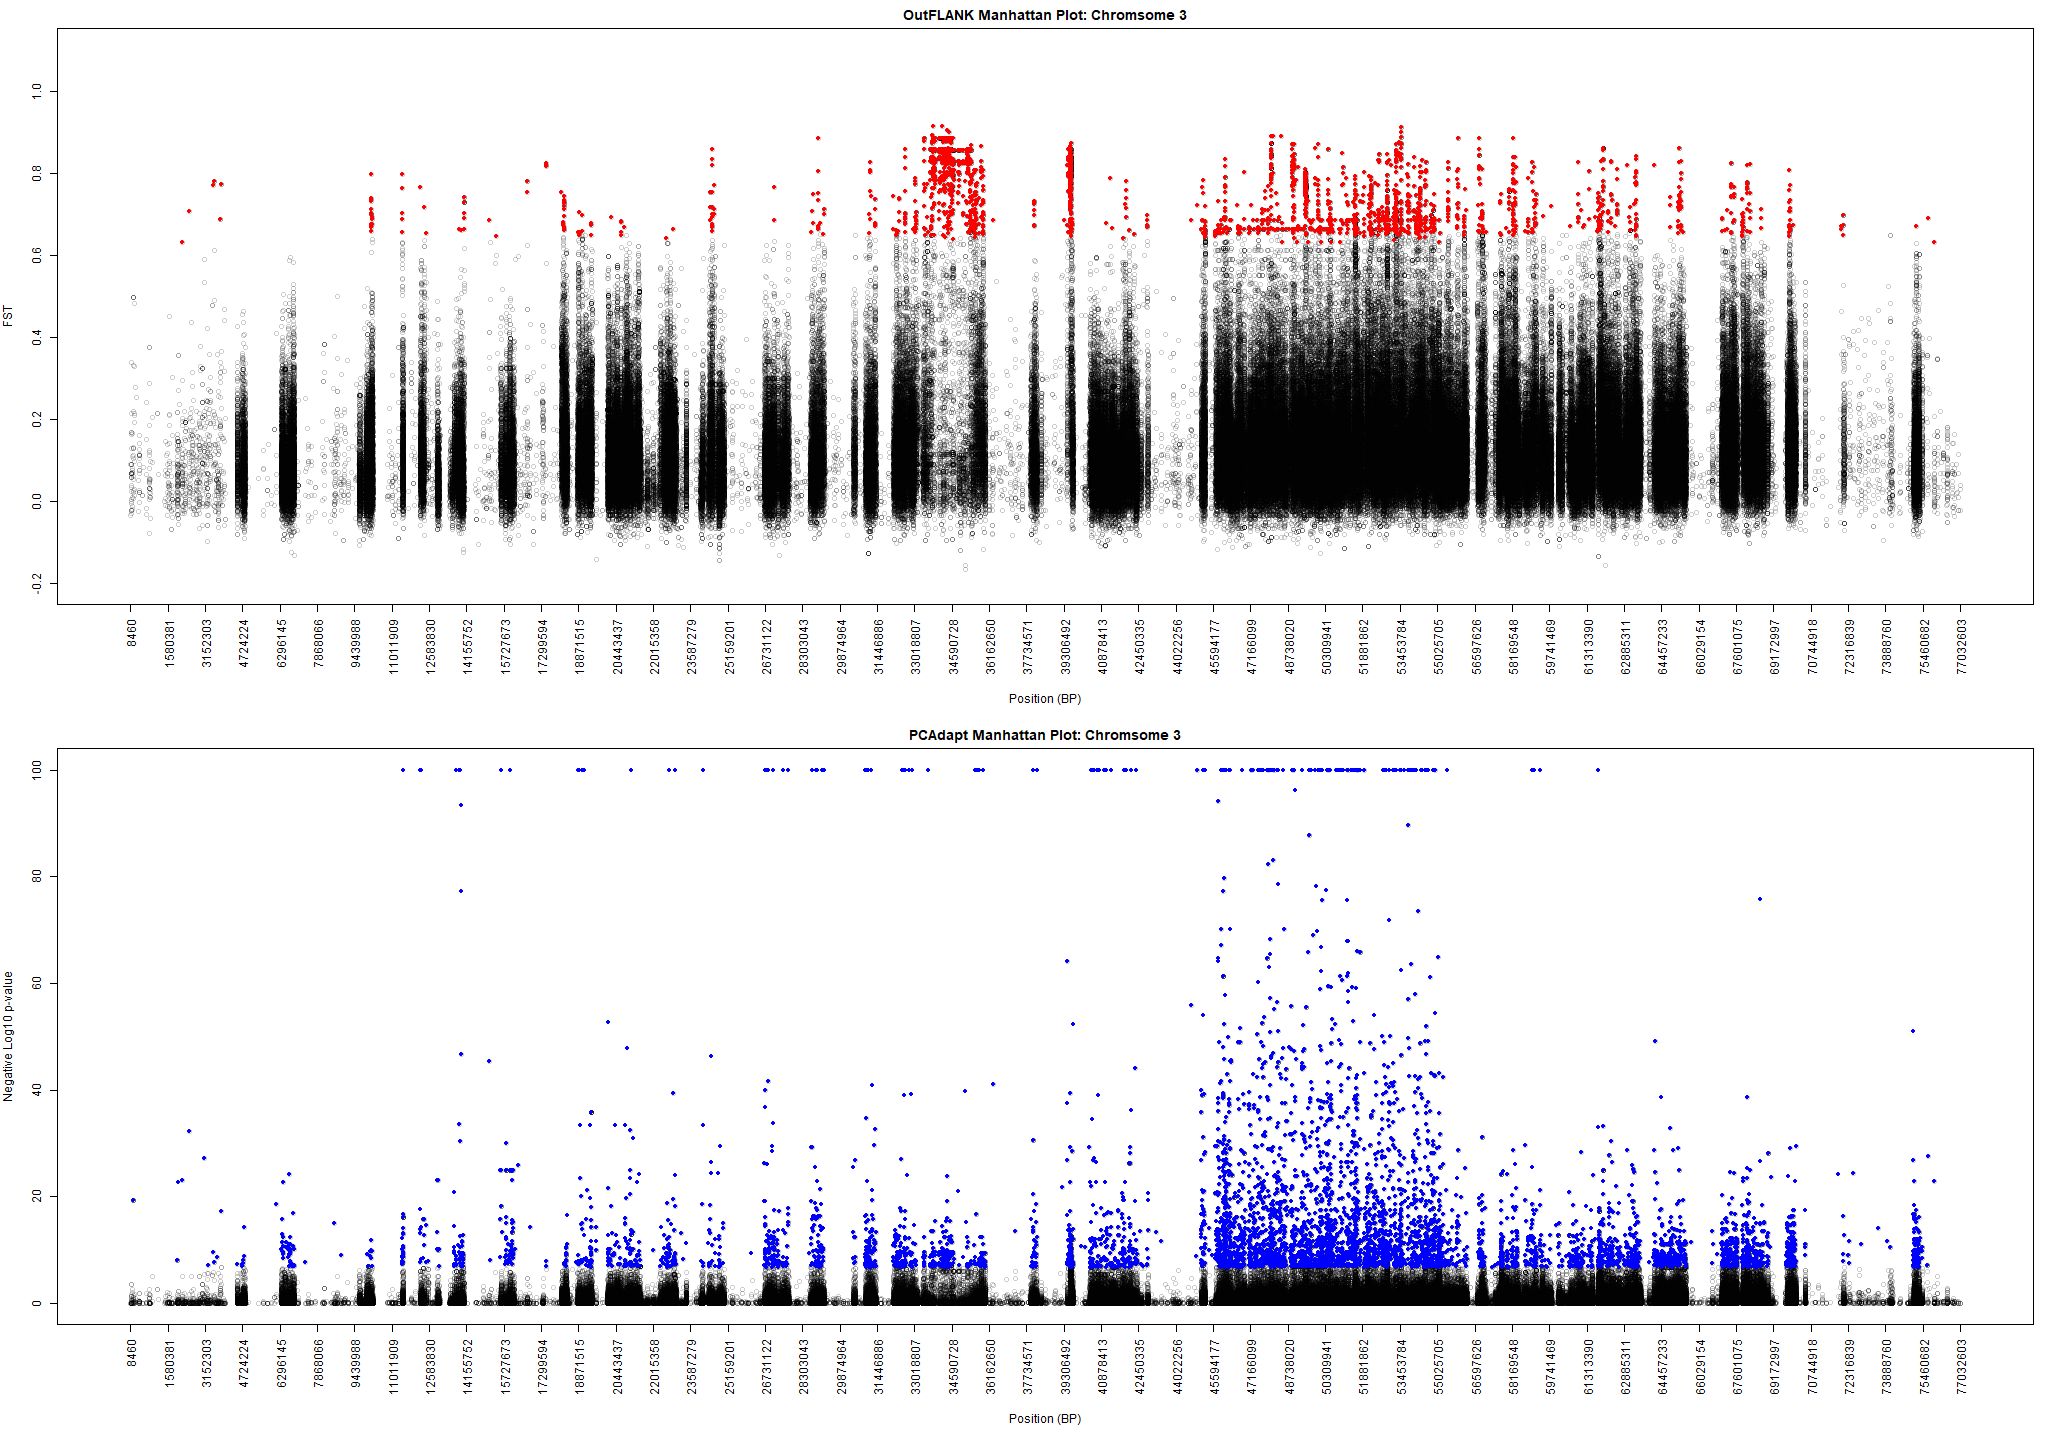 OutFLANK Manhattan Plot: Chromsome 3
FST
1.0
0.8
0.6
0.4
0.2
0.0
-0.2
8460 1580381 3152303 4724224 6296145 7868066 9439988 11011909 12583830 14155752 15727673 17299594 18871515 20443437 22015358 23587279 25159201 26731122 28303043 29874964 31446886 33018807 34590728 36162650 37734571 39306492 40878413 42450335 44022256 45594177 47166099 48738020 50309941 51881862 53453784 55025705 56597626 58169548 59741469 61313390 62885311 64457233 66029154 67601075 69172997 70744918 72316839 73888760 75460682 77032603
Position (BP)
PCAdapt Manhattan Plot: Chromsome 3
Negative Log10 p-value
100
80
60
40
20
0
8460 1580381 3152303 4724224 6296145 7868066 9439988 11011909 12583830 14155752 15727673 17299594 18871515 20443437 22015358 23587279 25159201 26731122 28303043 29874964 31446886 33018807 34590728 36162650 37734571 39306492 40878413 42450335 44022256 45594177 47166099 48738020 50309941 51881862 53453784 55025705 56597626 58169548 59741469 61313390 62885311 64457233 66029154 67601075 69172997 70744918 72316839 73888760 75460682 77032603
Position (BP)